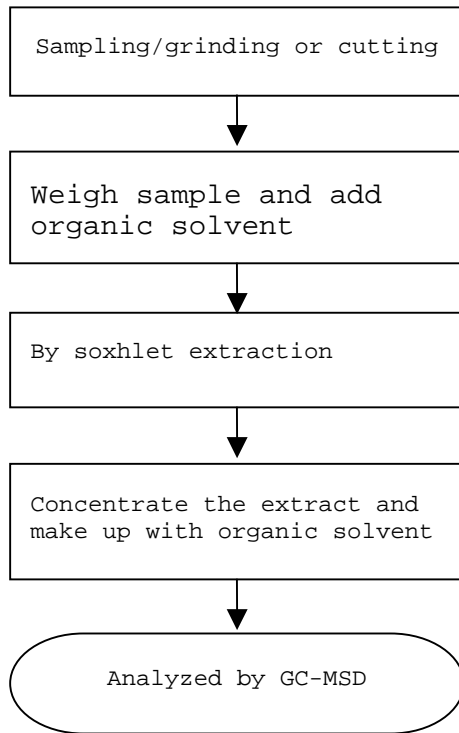 Sampling/grinding or cutting
Weigh sample and add
organic solvent
By soxhlet extraction
Concentrate the extract and
make up with organic solvent
Analyzed by GC-MSD